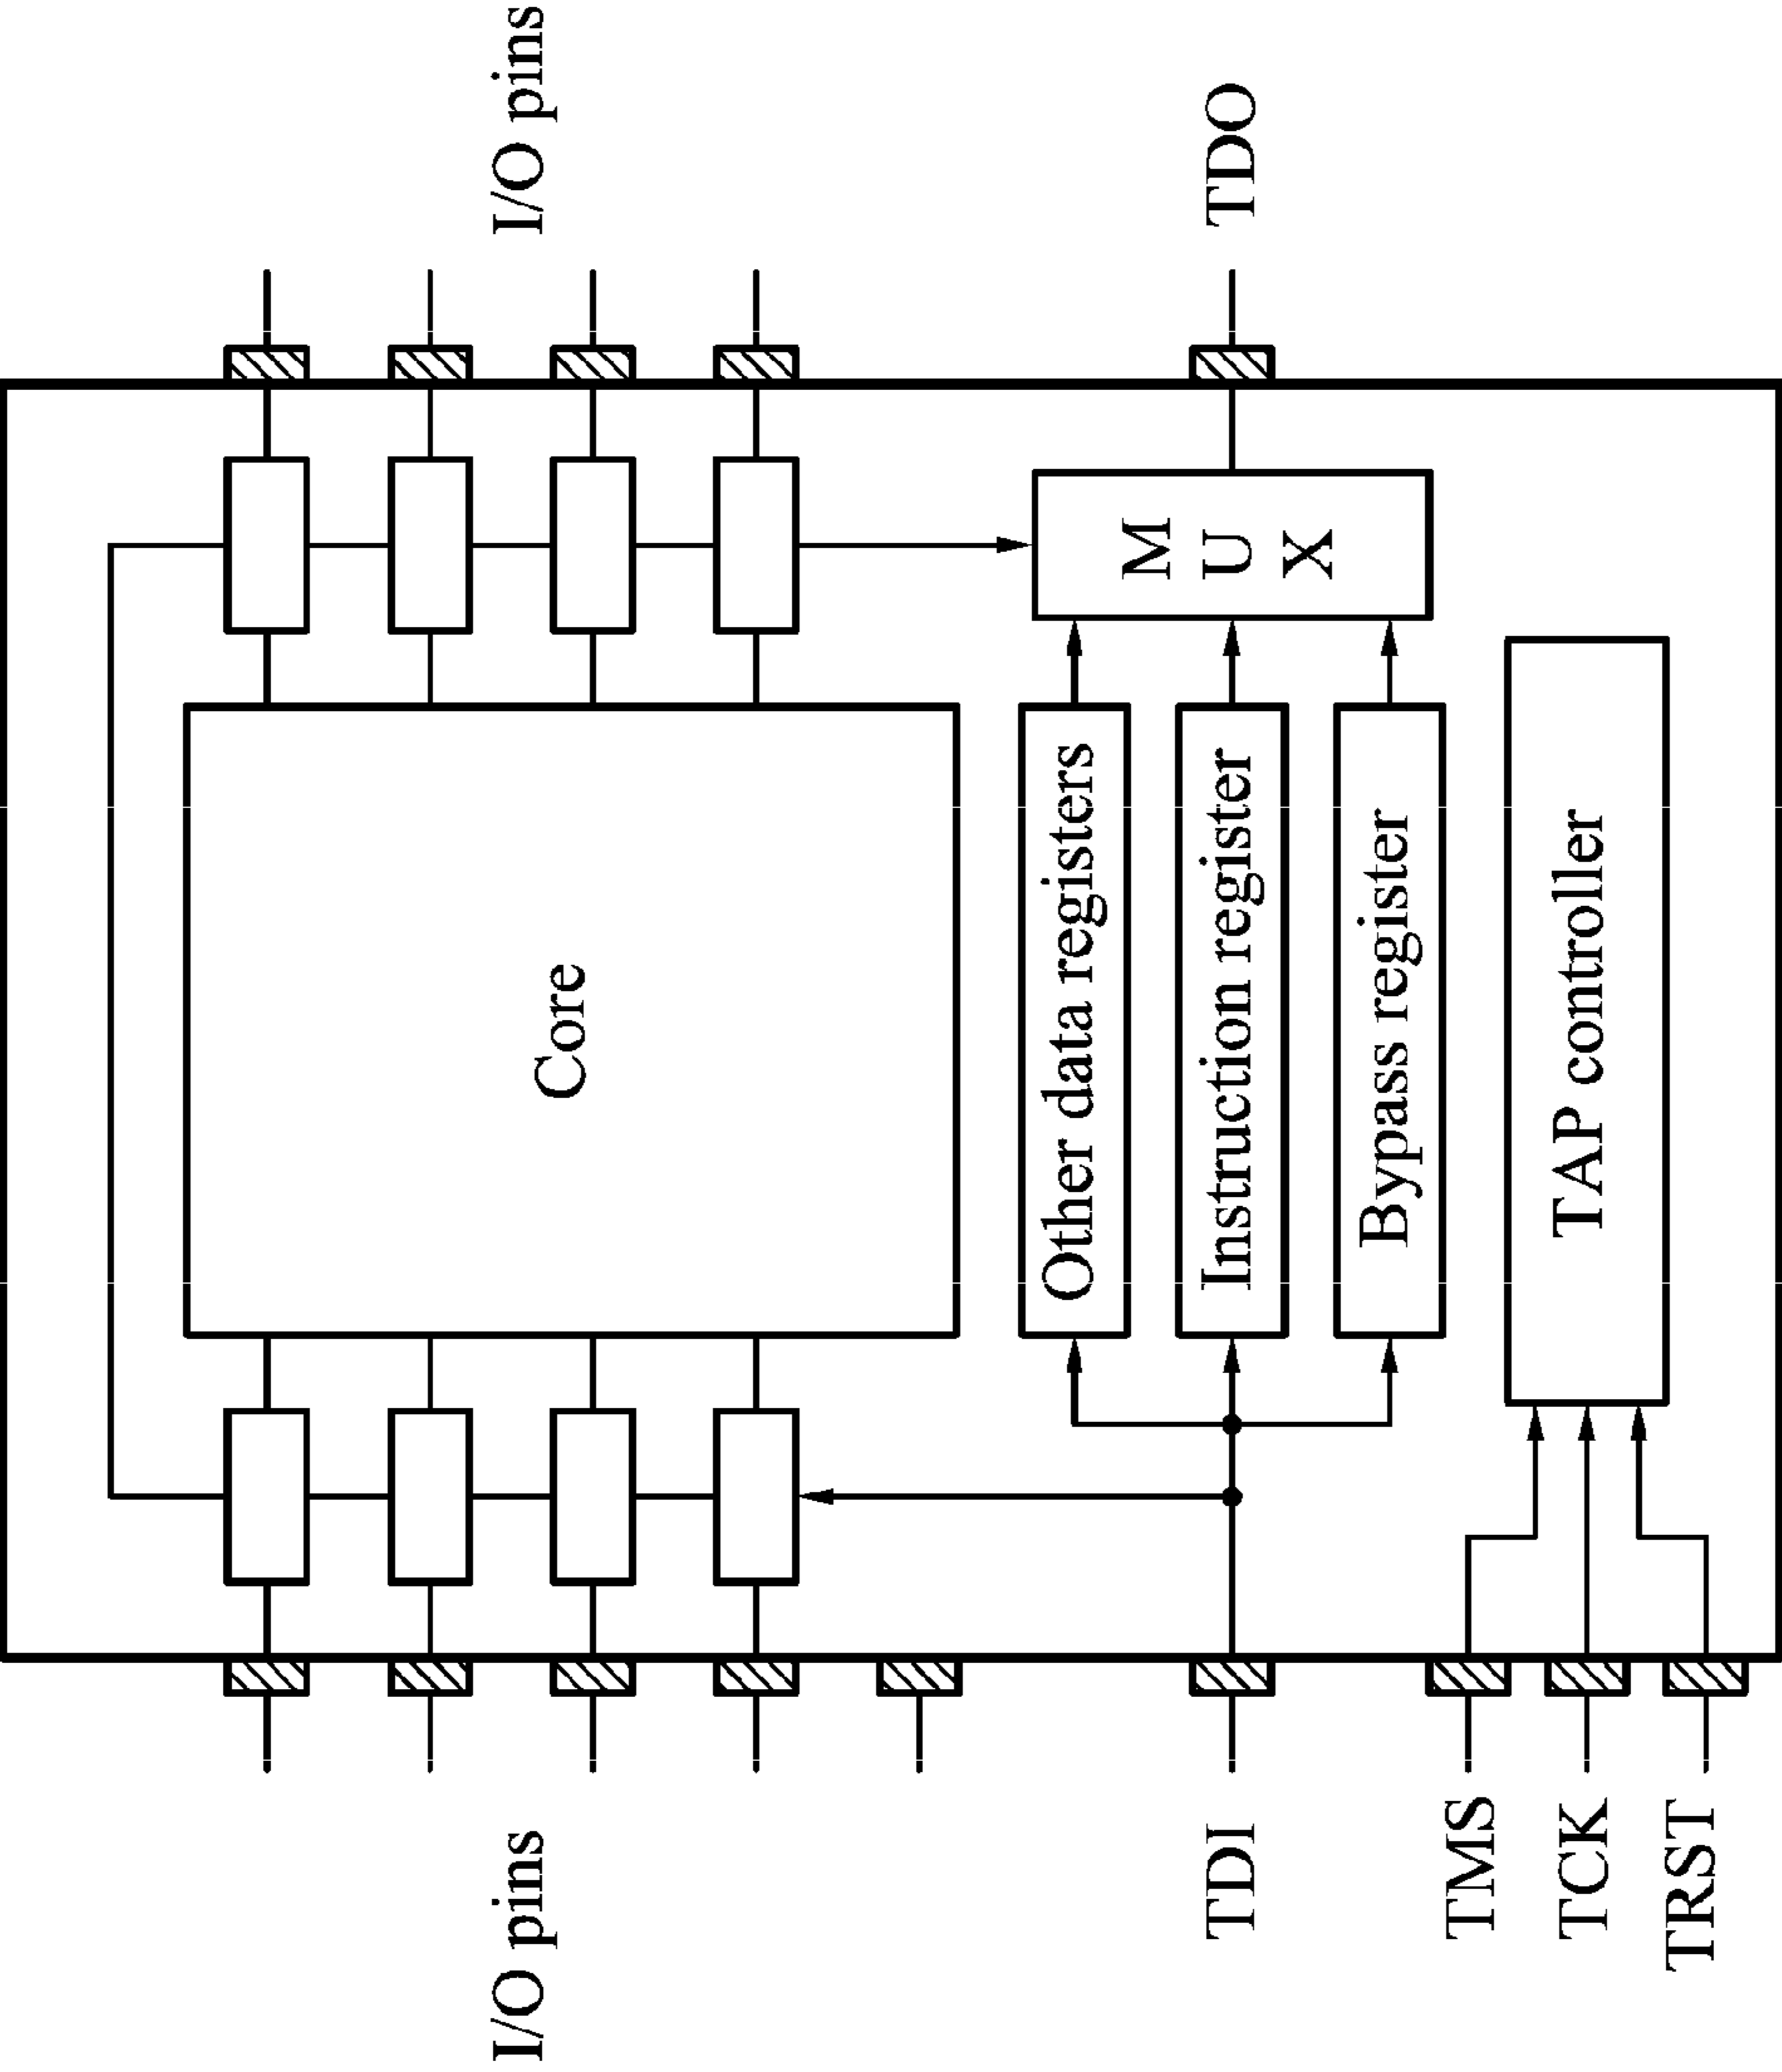 I/O pins
I/O pins
Core
Other data registers
Instruction register
Bypass register
M
U
X
TDI
TDO
TAP controller
TMS
TCK
TRST